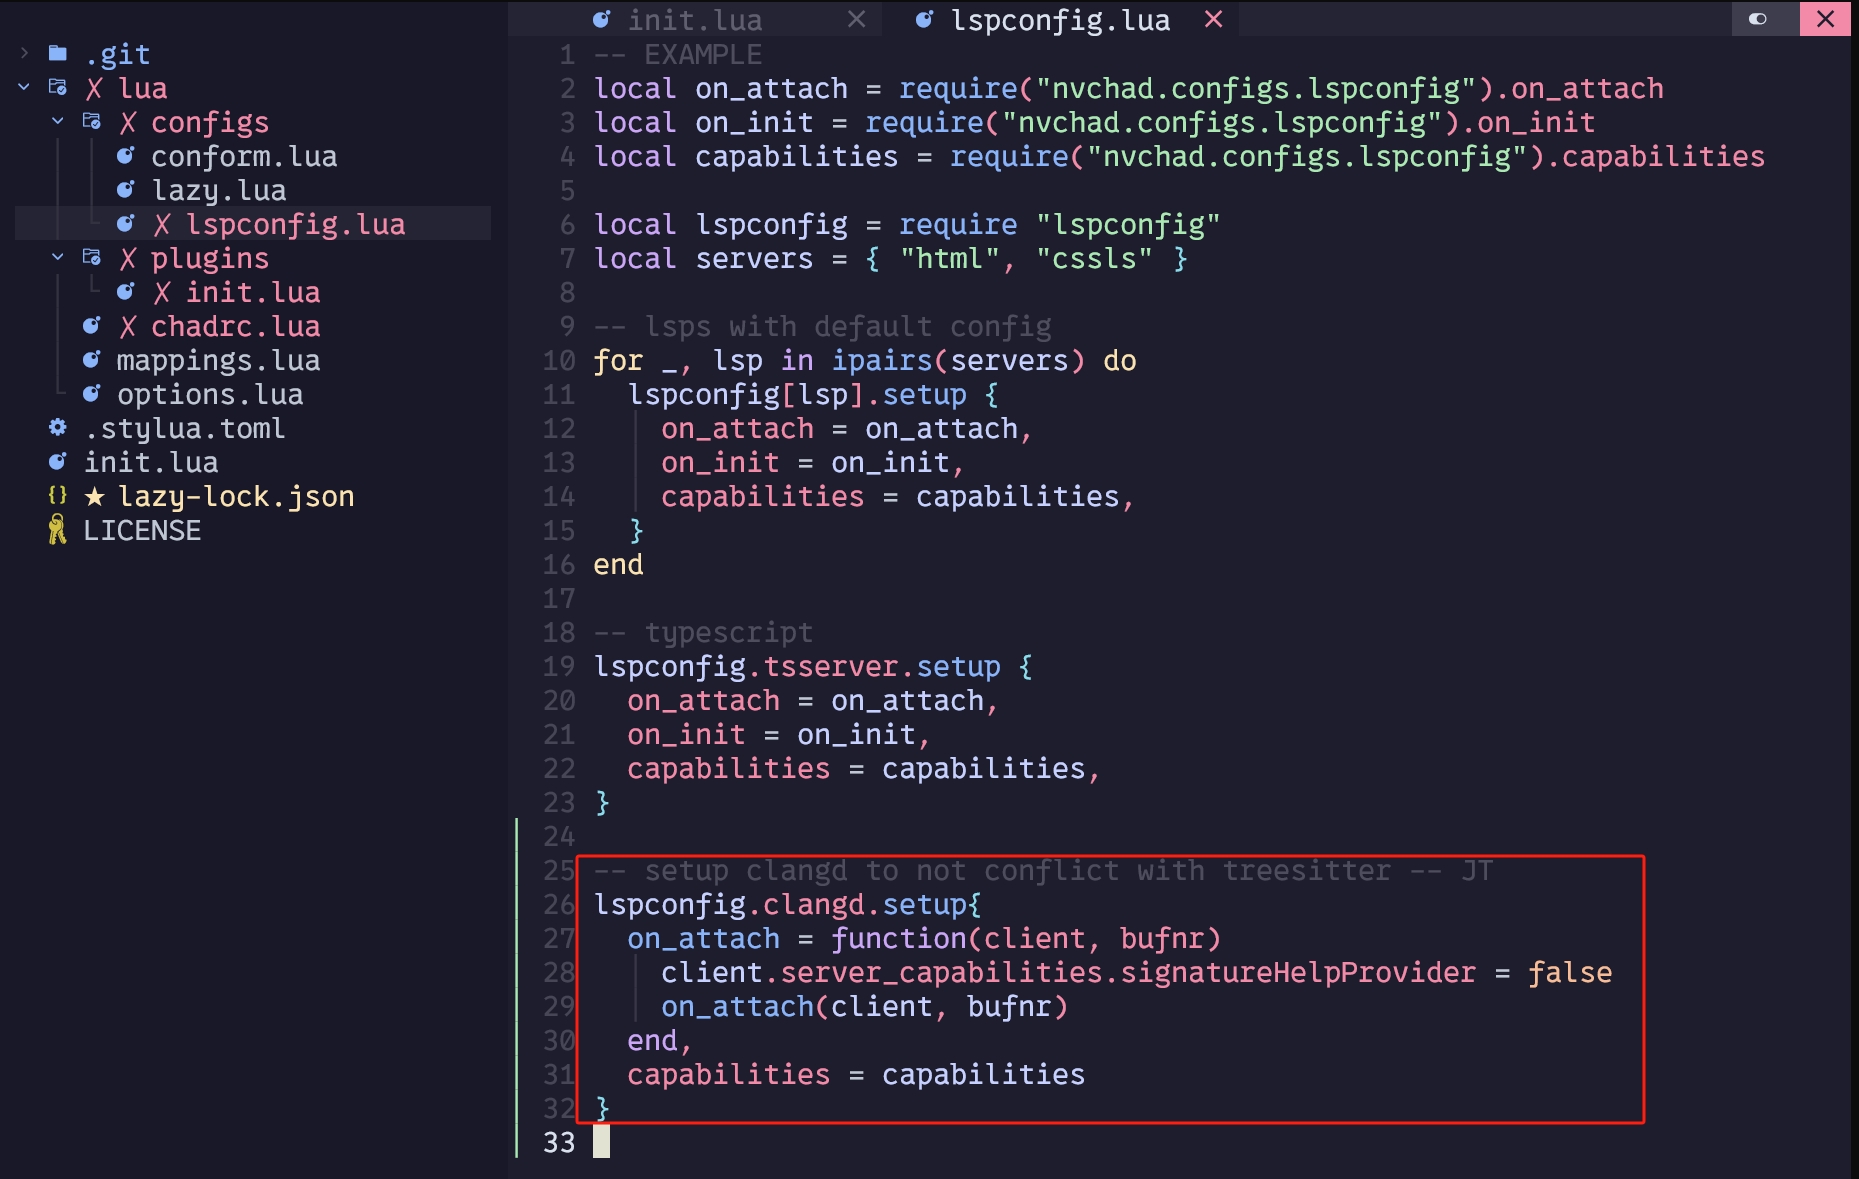 .git
lua
configs
conform.lua
lazy.lua
lspconfig.lua
plugins
init.lua
chadrc.lua
mappings.lua
options.lua
.stylua.toml
init.lua
lazy-lock.json
LICENSE
init.lua
lspconfig.lua
1 -- EXAMPLE
2 local on_attach = require("nvchad.configs.lspconfig").on_attach
3 local on_init = require("nvchad.configs.lspconfig").on_init
4 local capabilities = require("nvchad.configs.lspconfig").capabilities
5
6 local lspconfig = require "lspconfig"
7 local servers = { "html", "cssls" }
8
9 -- lsps with default config
10 for _, lsp in ipairs(servers) do
11   lspconfig[lsp].setup {
12     on_attach = on_attach,
13     on_init = on_init,
14     capabilities = capabilities,
15   }
16 end
17
18 -- typescript
19 lspconfig.tsserver.setup {
20   on_attach = on_attach,
21   on_init = on_init,
22   capabilities = capabilities,
23 }
24
25 -- setup clangd to not conflict with treesitter -- JT
26 lspconfig.clangd.setup{
27   on_attach = function(client, bufnr)
28     client.server_capabilities.signatureHelpProvider = false
29     on_attach(client, bufnr)
30   end,
31   capabilities = capabilities
32 }
33